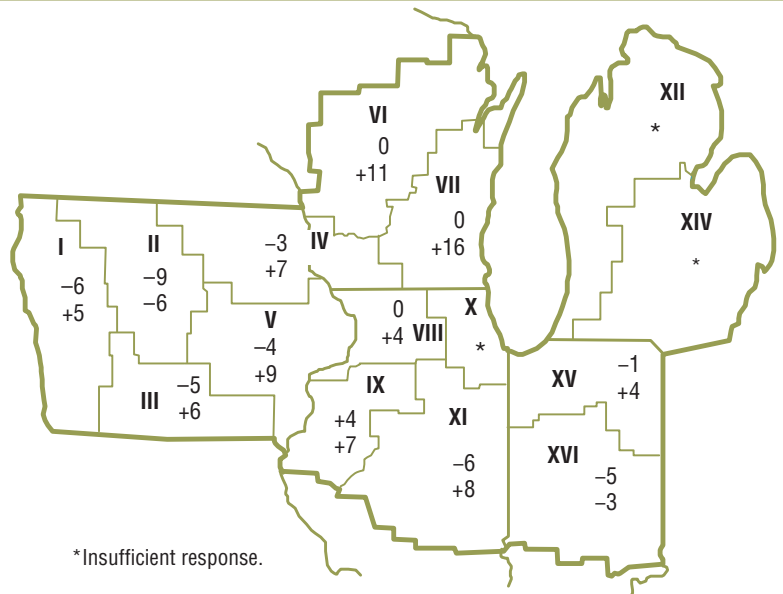 XII
*
VI
0
+11
VII
0
+16
XIV
*
I
−6
+5
II
−9
−6
IV
−3
+7
V
−4
+9
III
−5
+6
VIII
0
+4
X
*
IX
+4
+7
XI
−6
+8
XV
−1
+4
XVI
−5
−3
*Insufficient response.